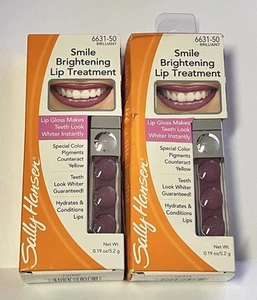 6631-50
BRILLIANT
Smile
Brightening
Lip Treatment
Lip Gloss Makes
Teeth Look
Whiter Instantly
Special Color
Pigments
Counteract
Yellow
Teeth
Look Whiter
Guaranteed!
Hydrates &
Conditions
Lips
Sally Hansen
Net Wt.
0.19 oz/5.2 g
6631-50
BRILLIANT
Smile
Brightening
Lip Treatment
Lip Gloss Makes
Teeth Look
Whiter Instantly
Special Color
Pigments
Counteract
Yellow
Teeth
Look Whiter
Guaranteed!
Hydrates &
Conditions
Lips
Sally Hansen
Net Wt.
0.19 oz/5.2 g